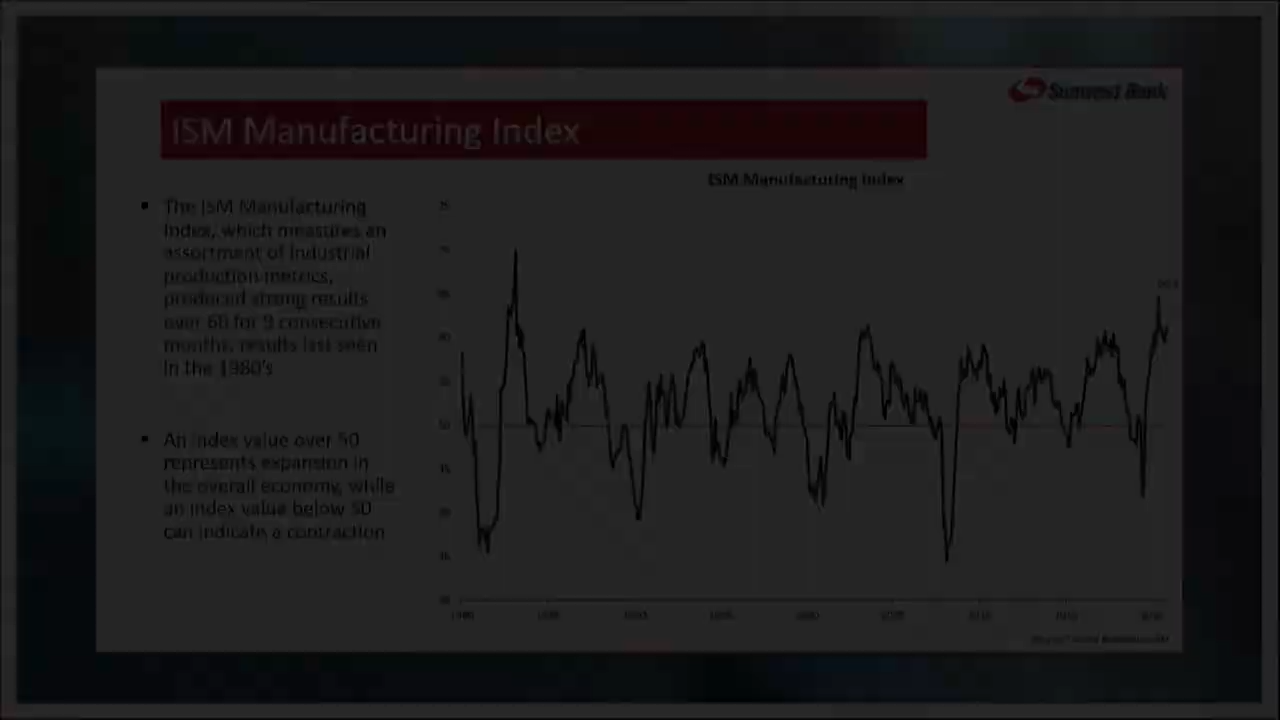 Sunwest Bank
ISM Manufacturing Index
ISM Manufacturing Index
▪ The ISM Manufacturing
Index, which measures an
assortment of industrial
production metrics,
produced strong results
over 60 for 9 consecutive
months, results last seen
in the 1980's
▪ An index value over 50
represents expansion in
the overall economy, while
an index value below 50
can indicate a contraction